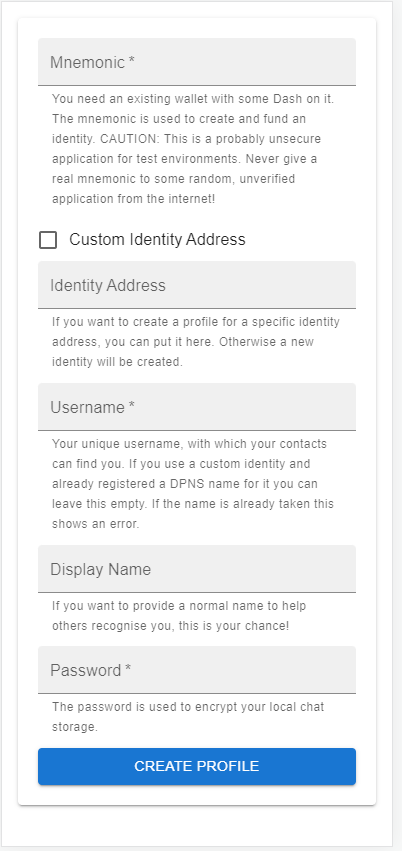 Mnemonic *
You need an existing wallet with some Dash on it.
The mnemonic is used to create and fund an
identity. CAUTION: This is a probably unsecure
application for test environments. Never give a
real mnemonic to some random, unverified
application from the internet!
Custom Identity Address
Identity Address
If you want to create a profile for a specific identity
address, you can put it here. Otherwise a new
identity will be created.
Username *
Your unique username, with which your contacts
can find you. If you use a custom identity and
already registered a DPNS name for it you can
leave this empty. If the name is already taken this
shows an error.
Display Name
If you want to provide a normal name to help
others recognise you, this is your chance!
Password *
The password is used to encrypt your local chat
storage.
CREATE PROFILE